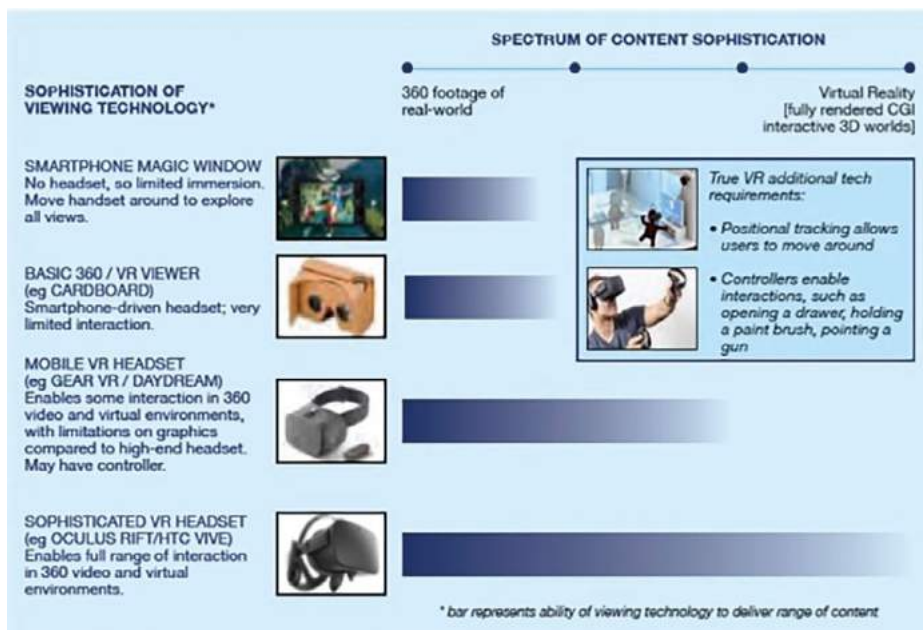 SPECTRUM OF CONTENT SOPHISTICATION
SOPHISTICATION OF
VIEWING TECHNOLOGY*
360 footage of
real-world
Virtual Reality
[fully rendered CGI
interactive 3D worlds]
SMARTPHONE MAGIC WINDOW
No headset, so limited immersion.
Move handset around to explore
all views.
True VR additional tech
requirements:
• Positional tracking allows
users to move around
• Controllers enable
interactions, such as
opening a drawer, holding
a paint brush, pointing a
gun
BASIC 360 / VR VIEWER
(eg CARDBOARD)
Smartphone-driven headset; very
limited interaction.
MOBILE VR HEADSET
(eg GEAR VR / DAYDREAM)
Enables some interaction in 360
video and virtual environments,
with limitations on graphics
compared to high-end headset.
May have controller.
SOPHISTICATED VR HEADSET
(eg OCULUS RIFT/HTC VIVE)
Enables full range of interaction
in 360 video and virtual
environments.
* bar represents ability of viewing technology to deliver range of content